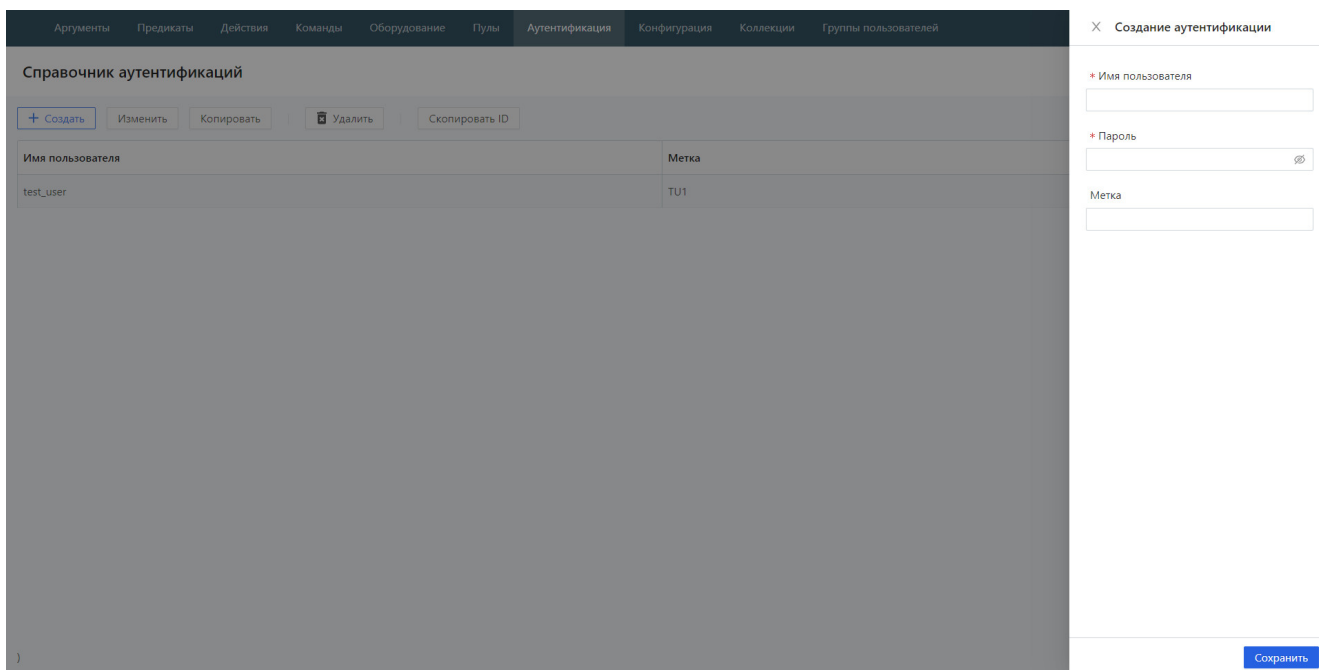 Аргументы Предикаты Действия Команды Оборудование Пулы Аутентификация Конфигурация Коллекции Группы пользователей
Справочник аутентификаций
+ Создать Изменить Копировать Удалить Скопировать ID
Имя пользователя Метка
test_user TU1
)
X Создание аутентификации
* Имя пользователя
* Пароль
Метка
Сохранить